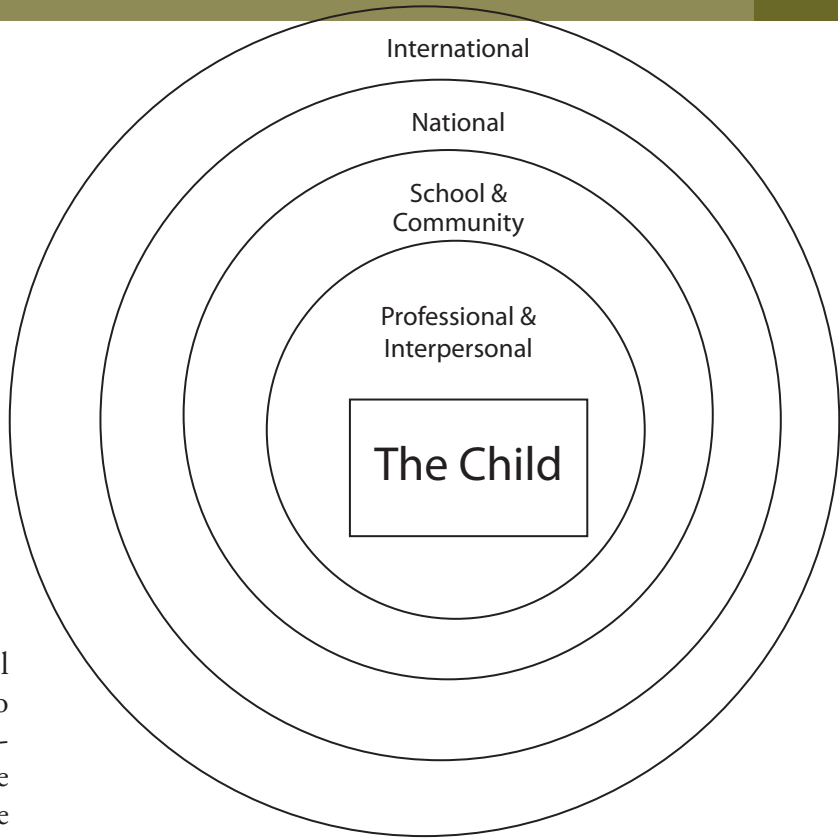 International
National
School &
Community
Professional &
Interpersonal
The Child
l
o
–
e
e